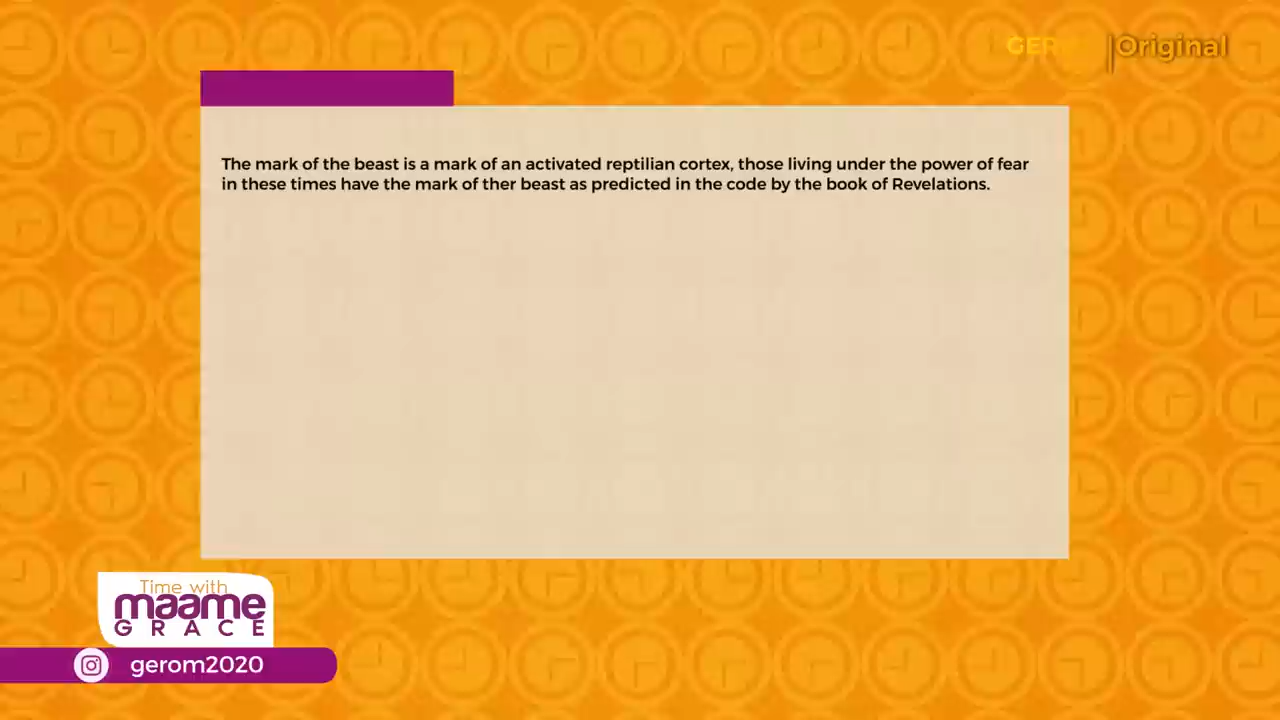 GEROM |Original
The mark of the beast is a mark of an activated reptilian cortex, those living under the power of fear
in these times have the mark of ther beast as predicted in the code by the book of Revelations.
Time with
maame
GRACE
gerom2020